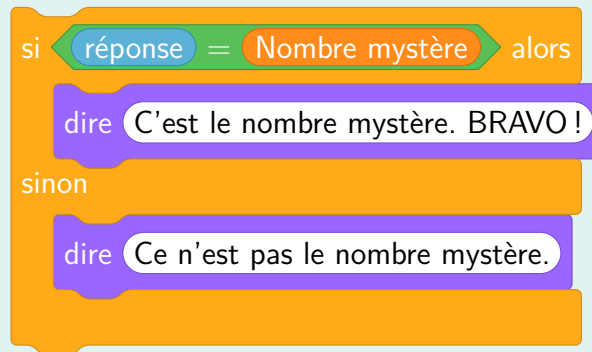 si réponse = Nombre mystère alors
dire C'est le nombre mystère. BRAVO !
sinon
dire Ce n'est pas le nombre mystère.